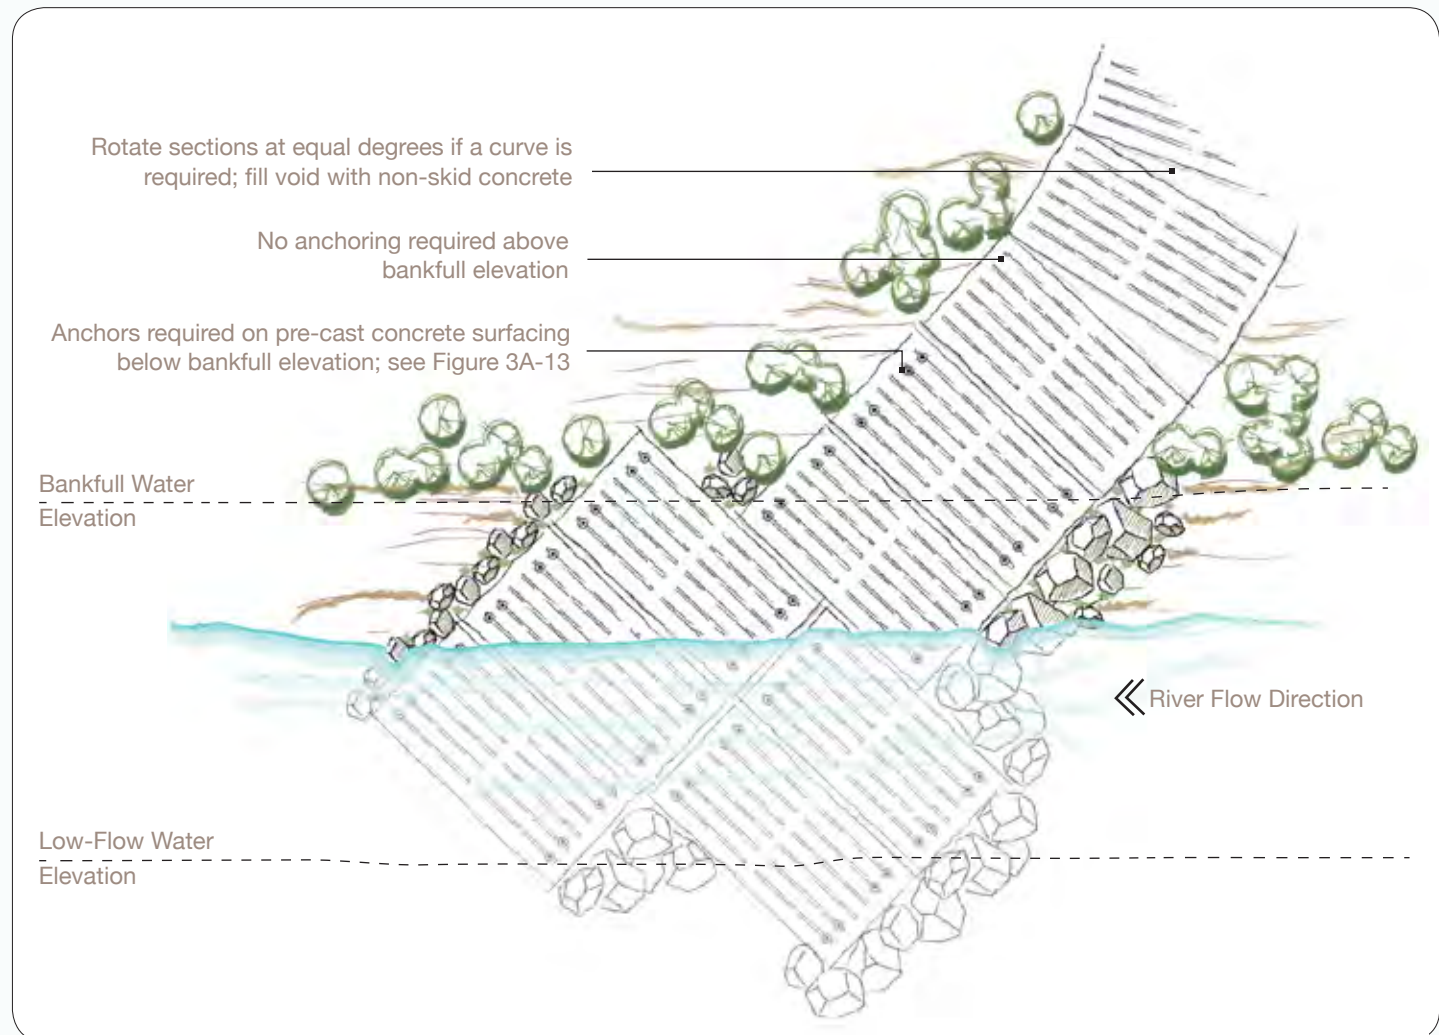 Rotate sections at equal degrees if a curve is
required; fill void with non-skid concrete
No anchoring required above
bankfull elevation
Anchors required on pre-cast concrete surfacing
below bankfull elevation; see Figure 3A-13
Bankfull Water
Elevation
River Flow Direction
Low-Flow Water
Elevation